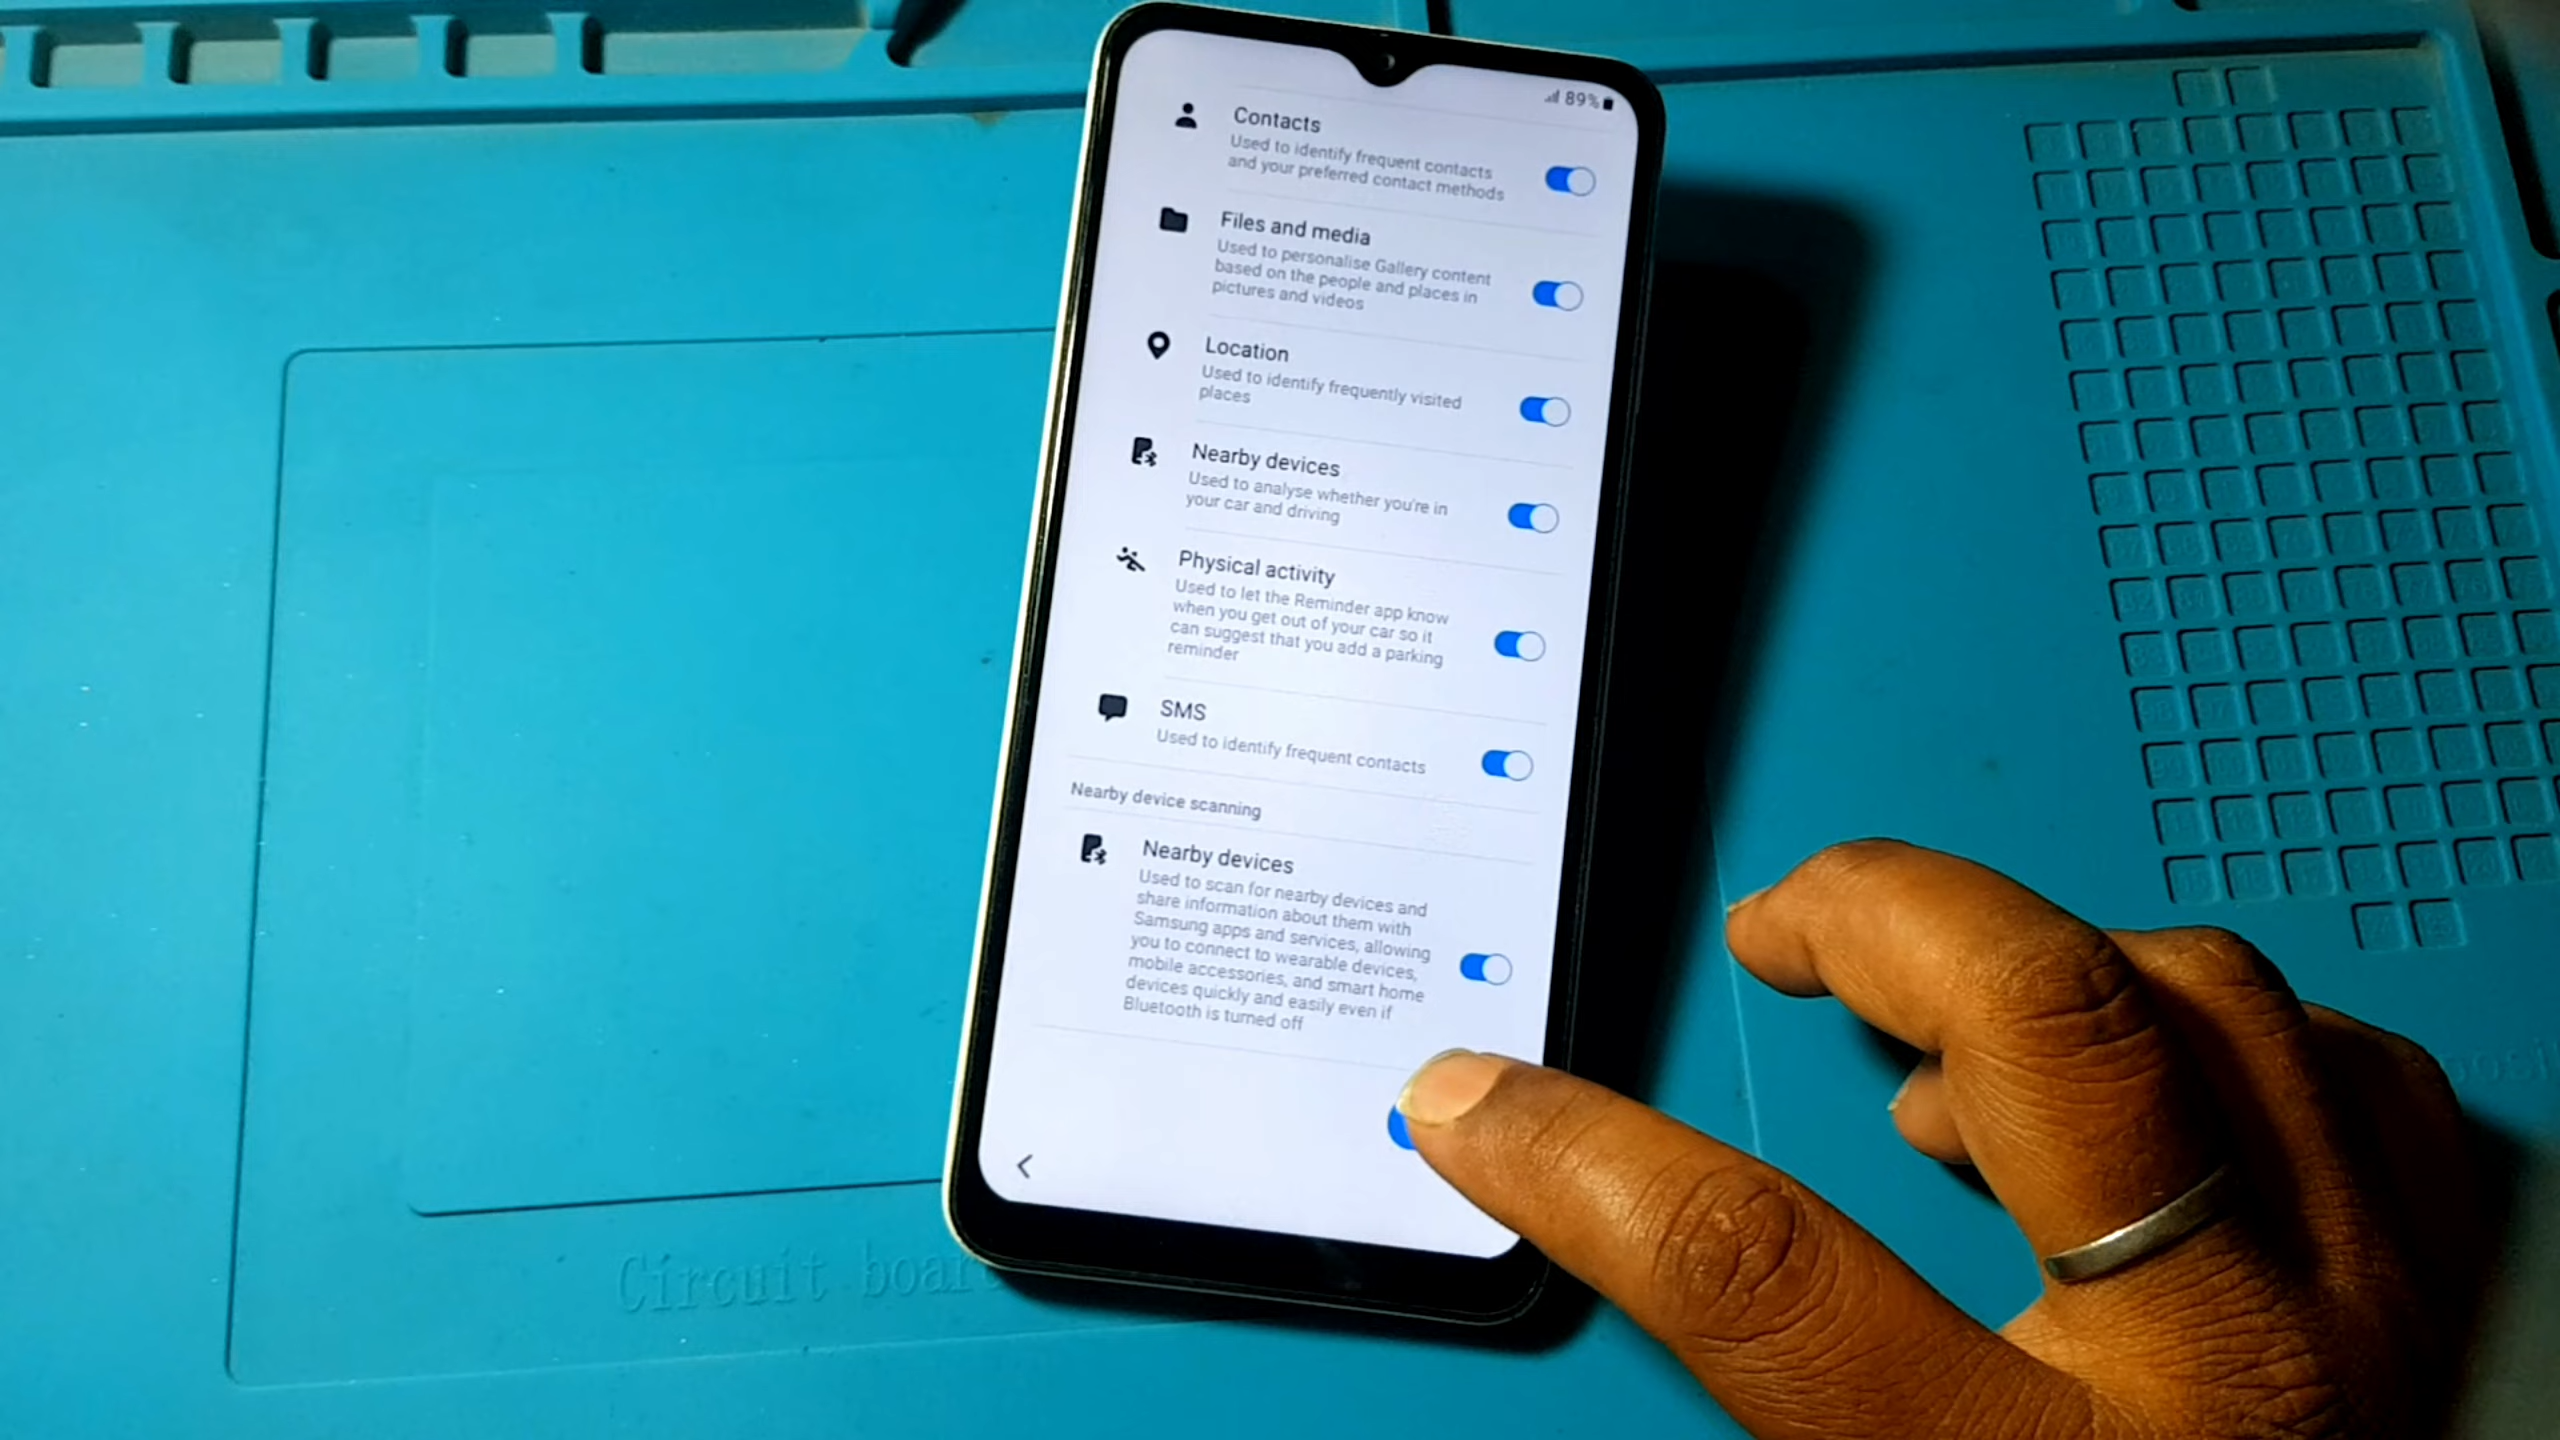 89%
Contacts
Used to identify frequent contacts
and your preferred contact methods
Files and media
Used to personalise Gallery content
based on the people and places in
pictures and videos
Location
Used to identify frequently visited
places
Nearby devices
Used to analyse whether you're in
your car and driving
Physical activity
Used to let the Reminder app know
when you get out of your car so it
can suggest that you add a parking
reminder
SMS
Used to identify frequent contacts
Nearby device scanning
Nearby devices
Used to scan for nearby devices and
share information about them with
Samsung apps and services, allowing
you to connect to wearable devices,
mobile accessories, and smart home
devices quickly and easily even if
Bluetooth is turned off
Circuit boar